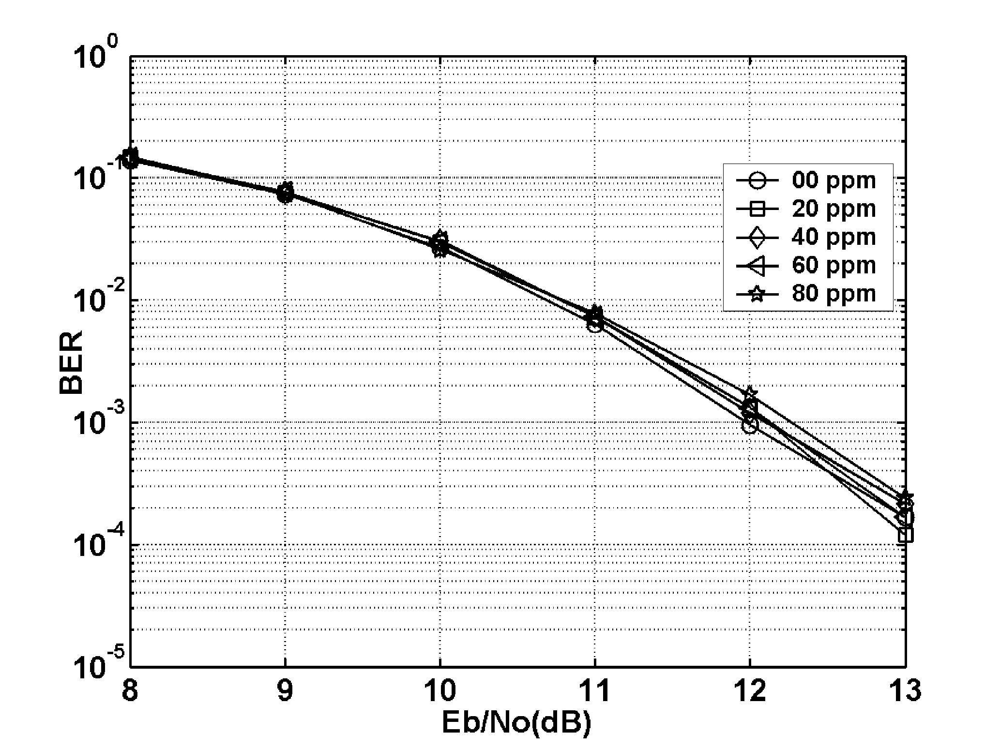 10^0
10^-1
10^-2
10^-3
10^-4
10^-5
BER
00 ppm
20 ppm
40 ppm
60 ppm
80 ppm
8 9 10 11 12 13
Eb/No(dB)